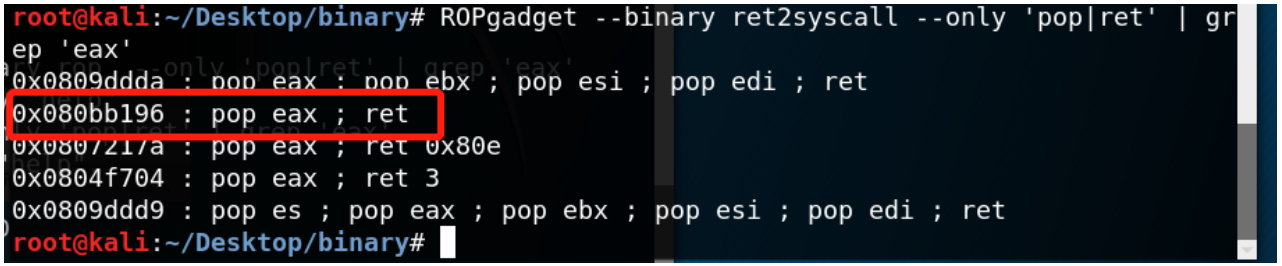 root@kali:~/Desktop/binary# ROPgadget --binary ret2syscall --only 'pop|ret' | gr
ep 'eax'
0x0809ddda : pop eax ; pop ebx ; pop esi ; pop edi ; ret
0x080bb196 : pop eax ; ret
0x0807217a : pop eax ; ret 0x80e
0x0804f704 : pop eax ; ret 3
0x0809ddd9 : pop es ; pop eax ; pop ebx ; pop esi ; pop edi ; ret
root@kali:~/Desktop/binary#